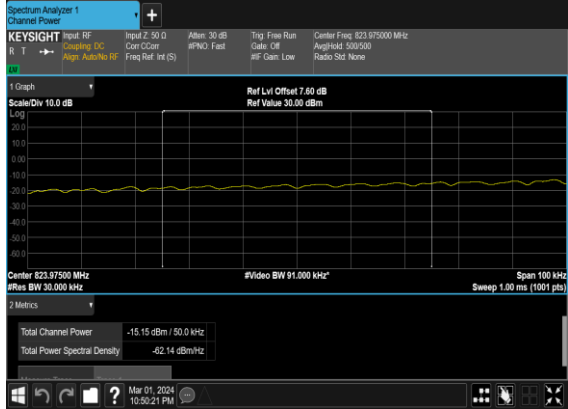 Spectrum Analyzer 1
Channel Power
+
KEYSIGHT
R T
Input: RF
Coupling: DC
Align: Auto/No RF
Input Z: 50 Ω
Corr CCorr
Freq Ref: Int (S)
Atten: 30 dB
#PNO: Fast
Trig: Free Run
Gate: Off
#IF Gain: Low
Center Freq: 823.975000 MHz
Avg|Hold: 500/500
Radio Std: None
1 Graph
Scale/Div 10.0 dB
Ref Lvl Offset 7.60 dB
Ref Value 30.00 dBm
Log
20.0
10.0
0.00
-10.0
-20.0
-30.0
-40.0
-50.0
-60.0
Center 823.97500 MHz
#Res BW 30.000 kHz
#Video BW 91.000 kHz*
Span 100 kHz
Sweep 1.00 ms (1001 pts)
2 Metrics
Total Channel Power -15.15 dBm / 50.0 kHz
Total Power Spectral Density -62.14 dBm/Hz
?
Mar 01, 2024
10:50:21 PM